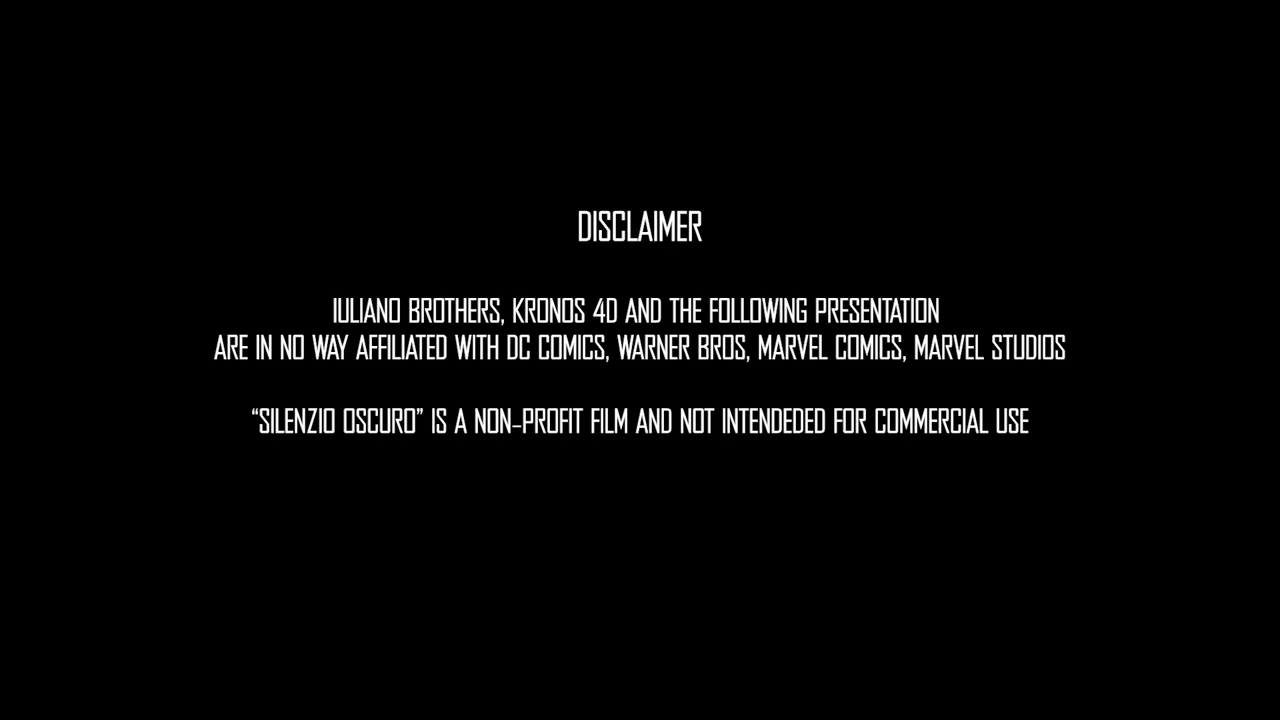 DISCLAIMER
IULIANO BROTHERS, KRONOS 4D AND THE FOLLOWING PRESENTATION
ARE IN NO WAY AFFILIATED WITH DC COMICS, WARNER BROS, MARVEL COMICS, MARVEL STUDIOS
“SILENZIO OSCURO” IS A NON-PROFIT FILM AND NOT INTENDEDED FOR COMMERCIAL USE